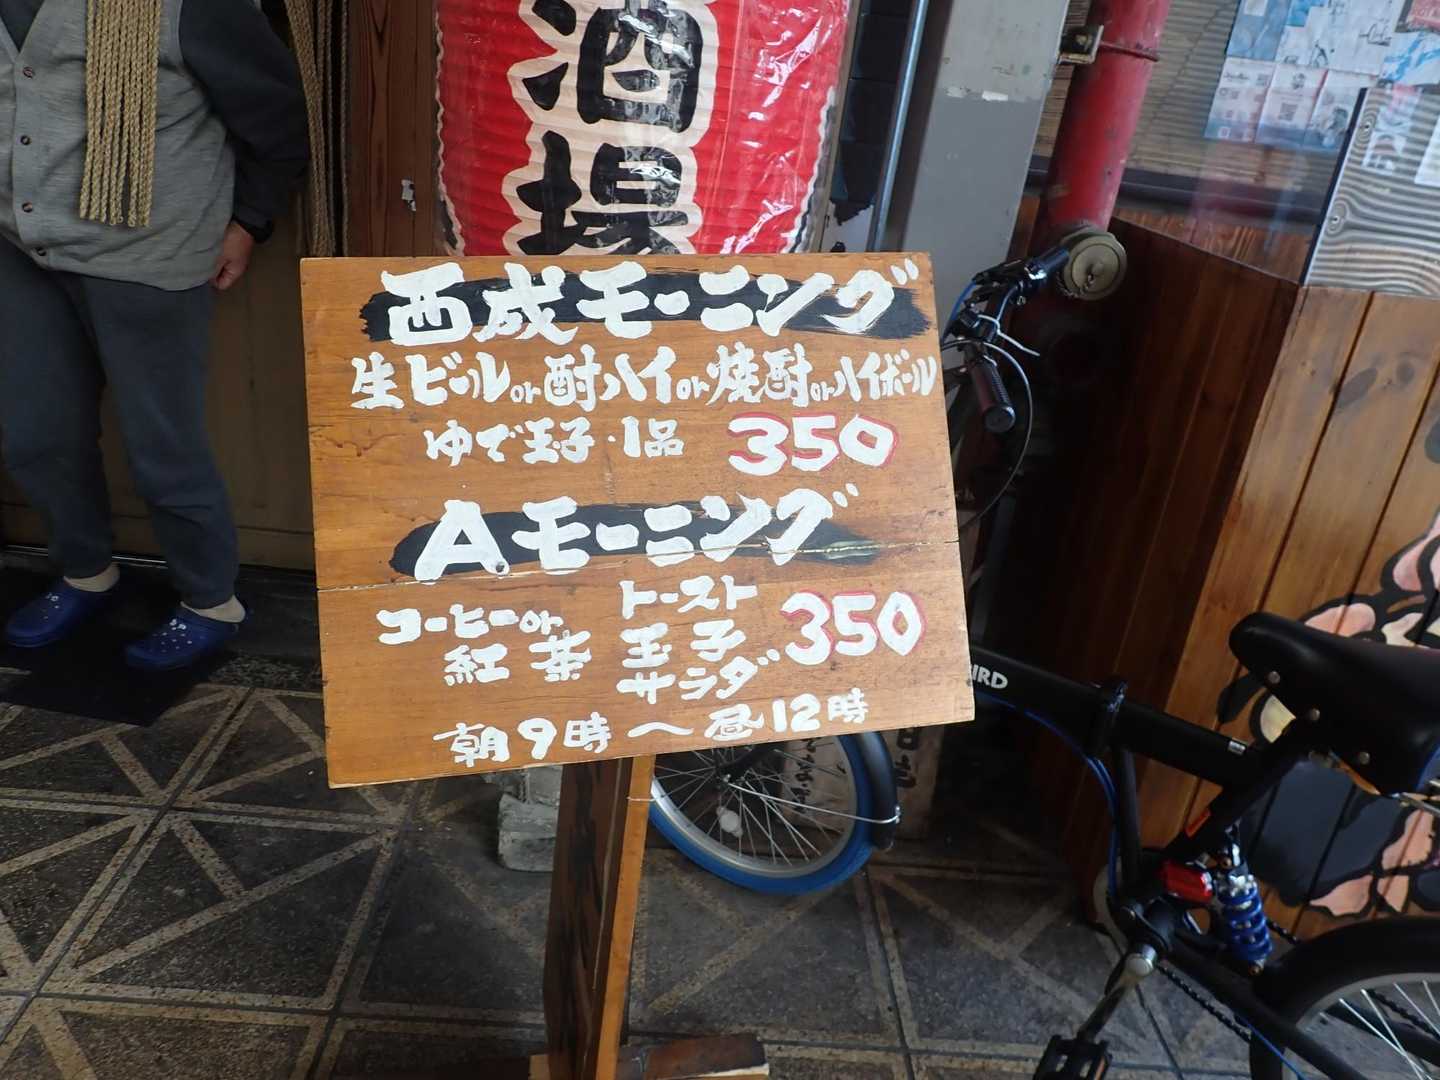 酒場
西成モーニング
生ビールor酎ハイor焼酎orハイボール
ゆで玉子・1品 350
Aモーニング
コーヒーor紅茶
トースト
玉子
サラダ
350
朝9時〜昼12時
IRD